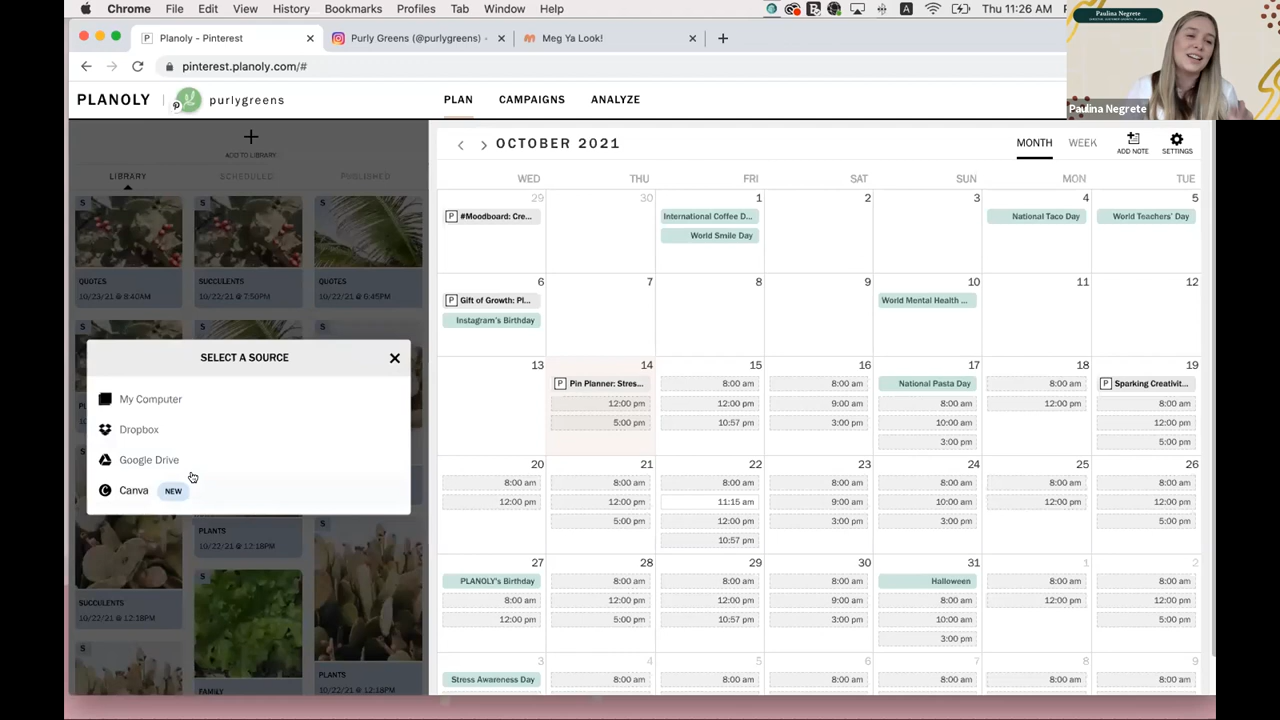 Chrome File Edit View History Bookmarks Profiles Tab Window Help
A Thu 11:26 AM Fa
Planoly - Pinterest
PurlyGreens (@purlygreens) -
Meg Ya Look!
pinterest.planoly.com/#
Paulina Negrete
Paulina Negrete
PLANOLY purlygreens PLAN CAMPAIGNS ANALYZE
ADD TO LIBRARY
LIBRARY SCHEDULED PUBLISHED
OCTOBER 2021
MONTH WEEK ADD NOTE SETTINGS
WED THU FRI SAT SUN MON TUE
29 30 1 2 3 4 5
#Moodboard: Cre...
International Coffee D...
World Smile Day
National Taco Day
World Teachers' Day
6 7 8 9 10 11 12
Gift of Growth: Pl...
Instagram's Birthday
World Mental Health ...
13 14 15 16 17 18 19
Pin Planner: Stres...
12:00 pm
5:00 pm
8:00 am
12:00 pm
10:57 pm
8:00 am
9:00 am
3:00 pm
National Pasta Day
8:00 am
10:00 am
3:00 pm
8:00 am
12:00 pm
Sparking Creativit...
8:00 am
12:00 pm
5:00 pm
20 21 22 23 24 25 26
8:00 am
12:00 pm
8:00 am
12:00 pm
5:00 pm
8:00 am
11:15 am
12:00 pm
10:57 pm
8:00 am
9:00 am
3:00 pm
8:00 am
10:00 am
3:00 pm
8:00 am
12:00 pm
8:00 am
12:00 pm
5:00 pm
27 28 29 30 31 1 2
PLANOLY's Birthday
8:00 am
12:00 pm
8:00 am
12:00 pm
5:00 pm
8:00 am
12:00 pm
10:57 pm
8:00 am
9:00 am
3:00 pm
Halloween
8:00 am
10:00 am
3:00 pm
8:00 am
12:00 pm
8:00 am
12:00 pm
5:00 pm
3 4 5 6 7 8 9
Stress Awareness Day
8:00 am
8:00 am
8:00 am
8:00 am
8:00 am
8:00 am
QUOTES
10/23/21 @ 8:40AM
SUCCULENTS
10/22/21 @ 7:50PM
QUOTES
10/22/21 @ 6:45PM
SELECT A SOURCE
My Computer
Dropbox
Google Drive
Canva NEW
PLANTS
10/22/21 @ 12:18PM
SUCCULENTS
10/22/21 @ 12:38PM
FAMILY
PLANTS
10/22/21 @ 12:18PM